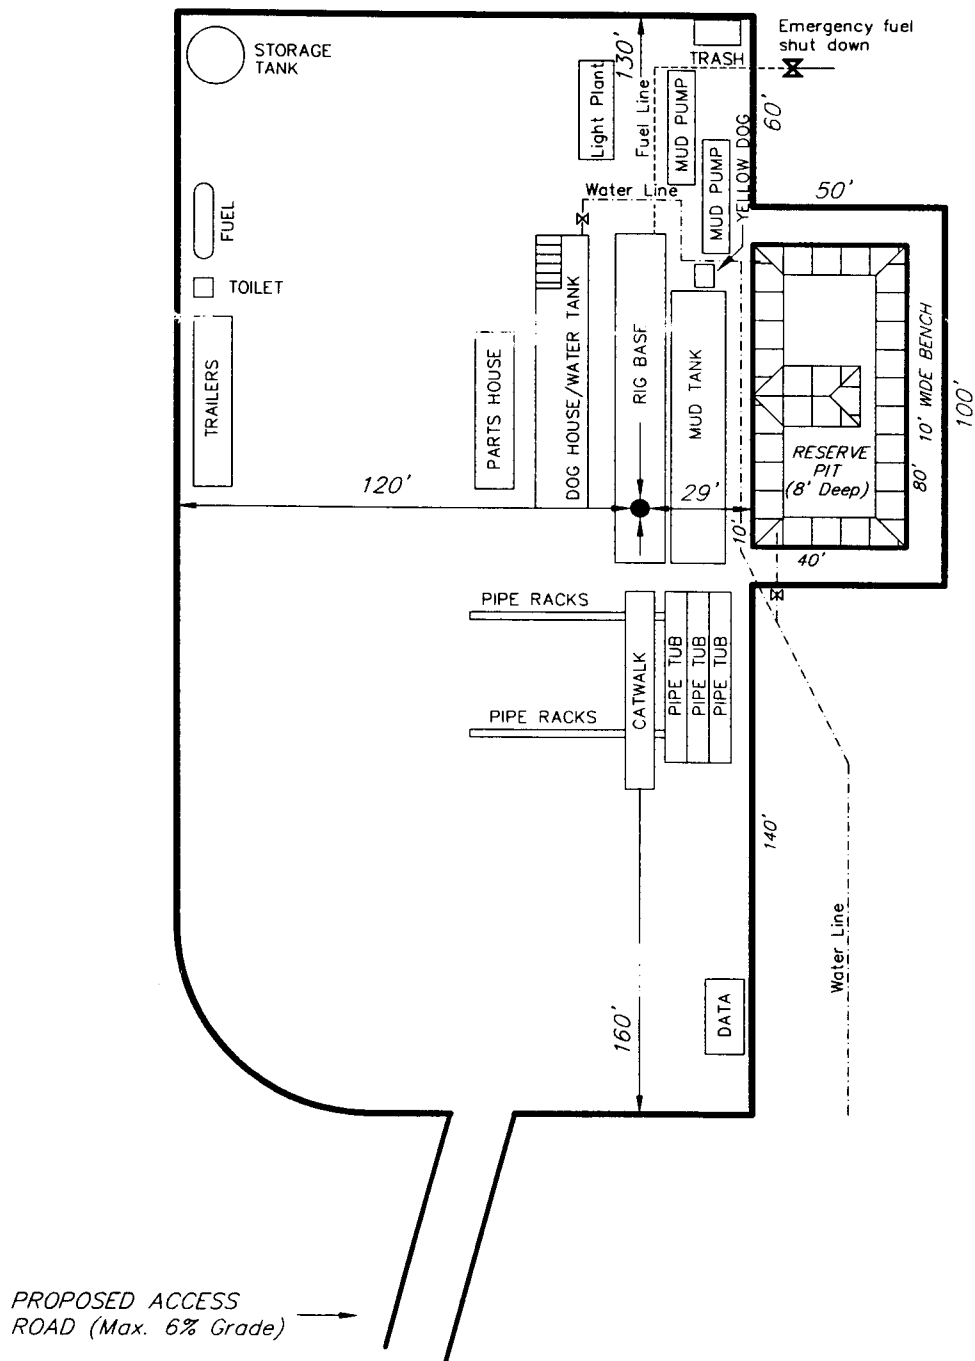 Emergency fuel
shut down
STORAGE
TANK
TRASH
130'
60'
Light Plant
Fuel Line
MUD PUMP
MUD PUMP
YELLOW DOG
Water Line
50'
FUEL
TOILET
TRAILERS
PARTS HOUSE
DOG HOUSE/WATER TANK
RIG BASE
MUD TANK
RESERVE
PIT
(8' Deep)
80'
10' WIDE BENCH
100'
120'
29'
10'
40'
PIPE RACKS
PIPE RACKS
CATWALK
PIPE TUB
PIPE TUB
PIPE TUB
140'
Water Line
160'
DATA
PROPOSED ACCESS
ROAD (Max. 6% Grade)